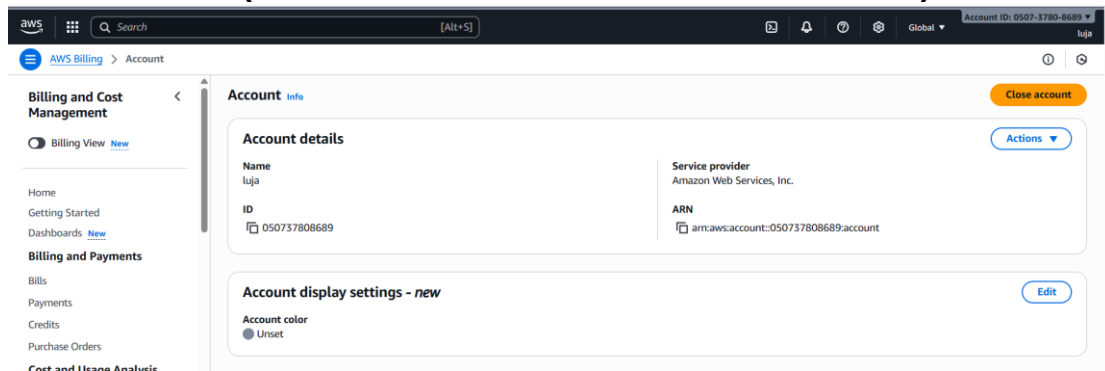 aws Search [Alt+S] Global ▼ Account ID: 0507-3780-8689 ▼
luja
AWS Billing > Account
Billing and Cost Management
Billing View New
Home
Getting Started
Dashboards New
Billing and Payments
Bills
Payments
Credits
Purchase Orders
Cost and Usage Analysis
Account Info
Close account
Account details
Actions ▼
Name
luja
Service provider
Amazon Web Services, Inc.
ID
050737808689
ARN
arn:aws:account::050737808689:account
Account display settings - new
Edit
Account color
Unset